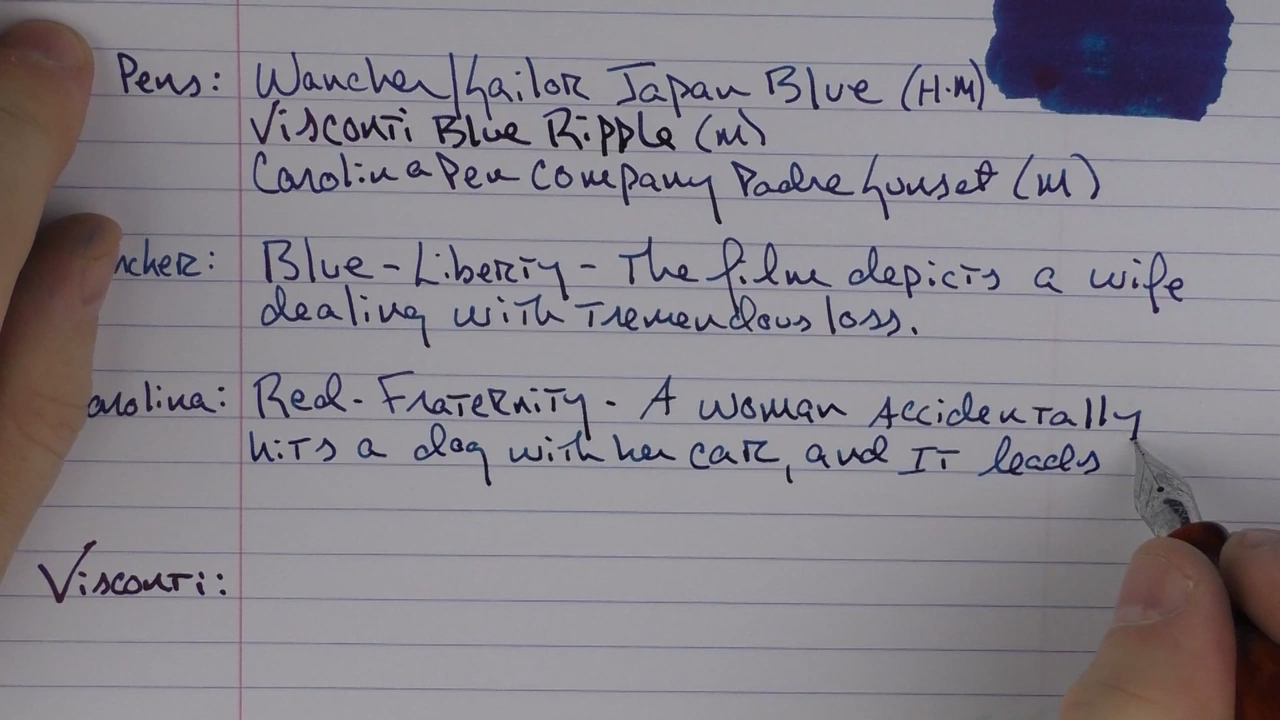 Pens: Wancher/Sailor Japan Blue (H·M)
Visconti Blue Ripple (M)
Carolina Pen Company Padre Sunset (M)
ncher: Blue-Liberty - The film depicts a wife
dealing with tremendous loss.
arolina: Red-Fraternity - A woman accidentally
hits a dog with her car, and it leads
Visconti: